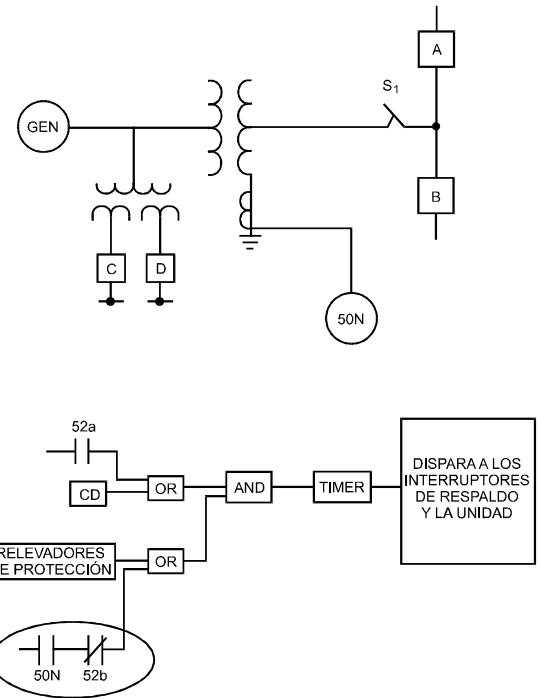 A
S1
GEN
B
C
D
50N
52a
CD
OR
AND
TIMER
DISPARA A LOS
INTERRUPTORES
DE RESPALDO
Y LA UNIDAD
RELEVADORES
E PROTECCIÓN
OR
50N
52b